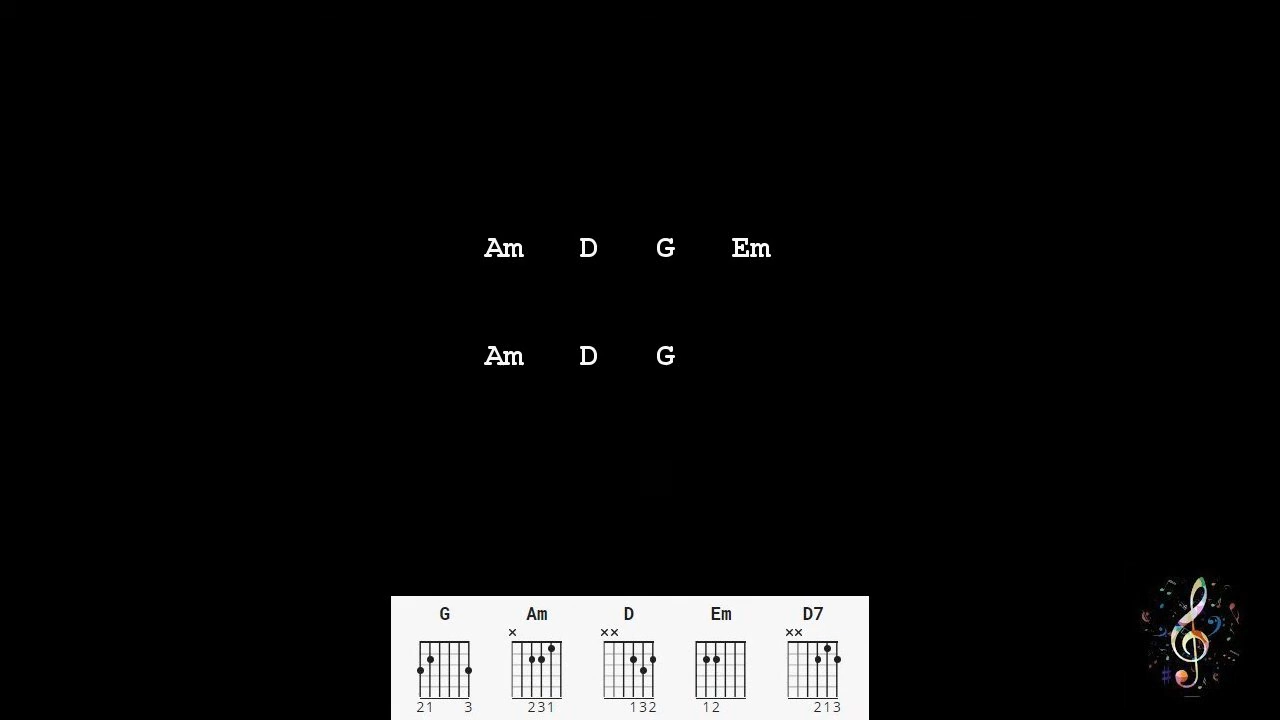 Am D G Em
Am D G
G Am D Em D7
× ×× ××
21 3 231 132 12 213